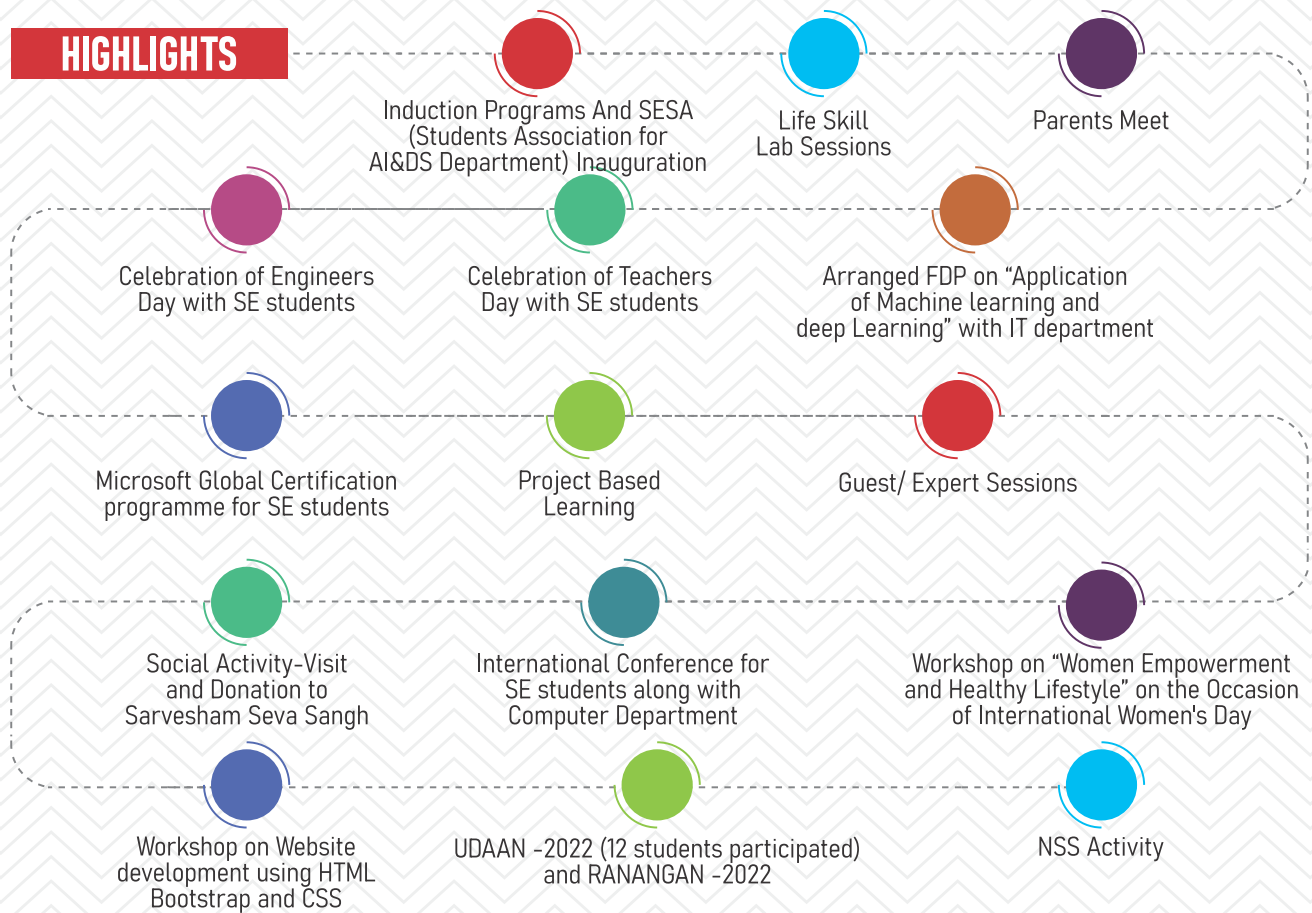 HIGHLIGHTS
Induction Programs And SESA
(Students Association for
AI&DS Department) Inauguration
Life Skill
Lab Sessions
Parents Meet
Celebration of Engineers
Day with SE students
Celebration of Teachers
Day with SE students
Arranged FDP on “Application
of Machine learning and
deep Learning” with IT department
Microsoft Global Certification
programme for SE students
Project Based
Learning
Guest/ Expert Sessions
Social Activity-Visit
and Donation to
Sarvesham Seva Sangh
International Conference for
SE students along with
Computer Department
Workshop on “Women Empowerment
and Healthy Lifestyle” on the Occasion
of International Women's Day
Workshop on Website
development using HTML
Bootstrap and CSS
UDAAN -2022 (12 students participated)
and RANANGAN -2022
NSS Activity